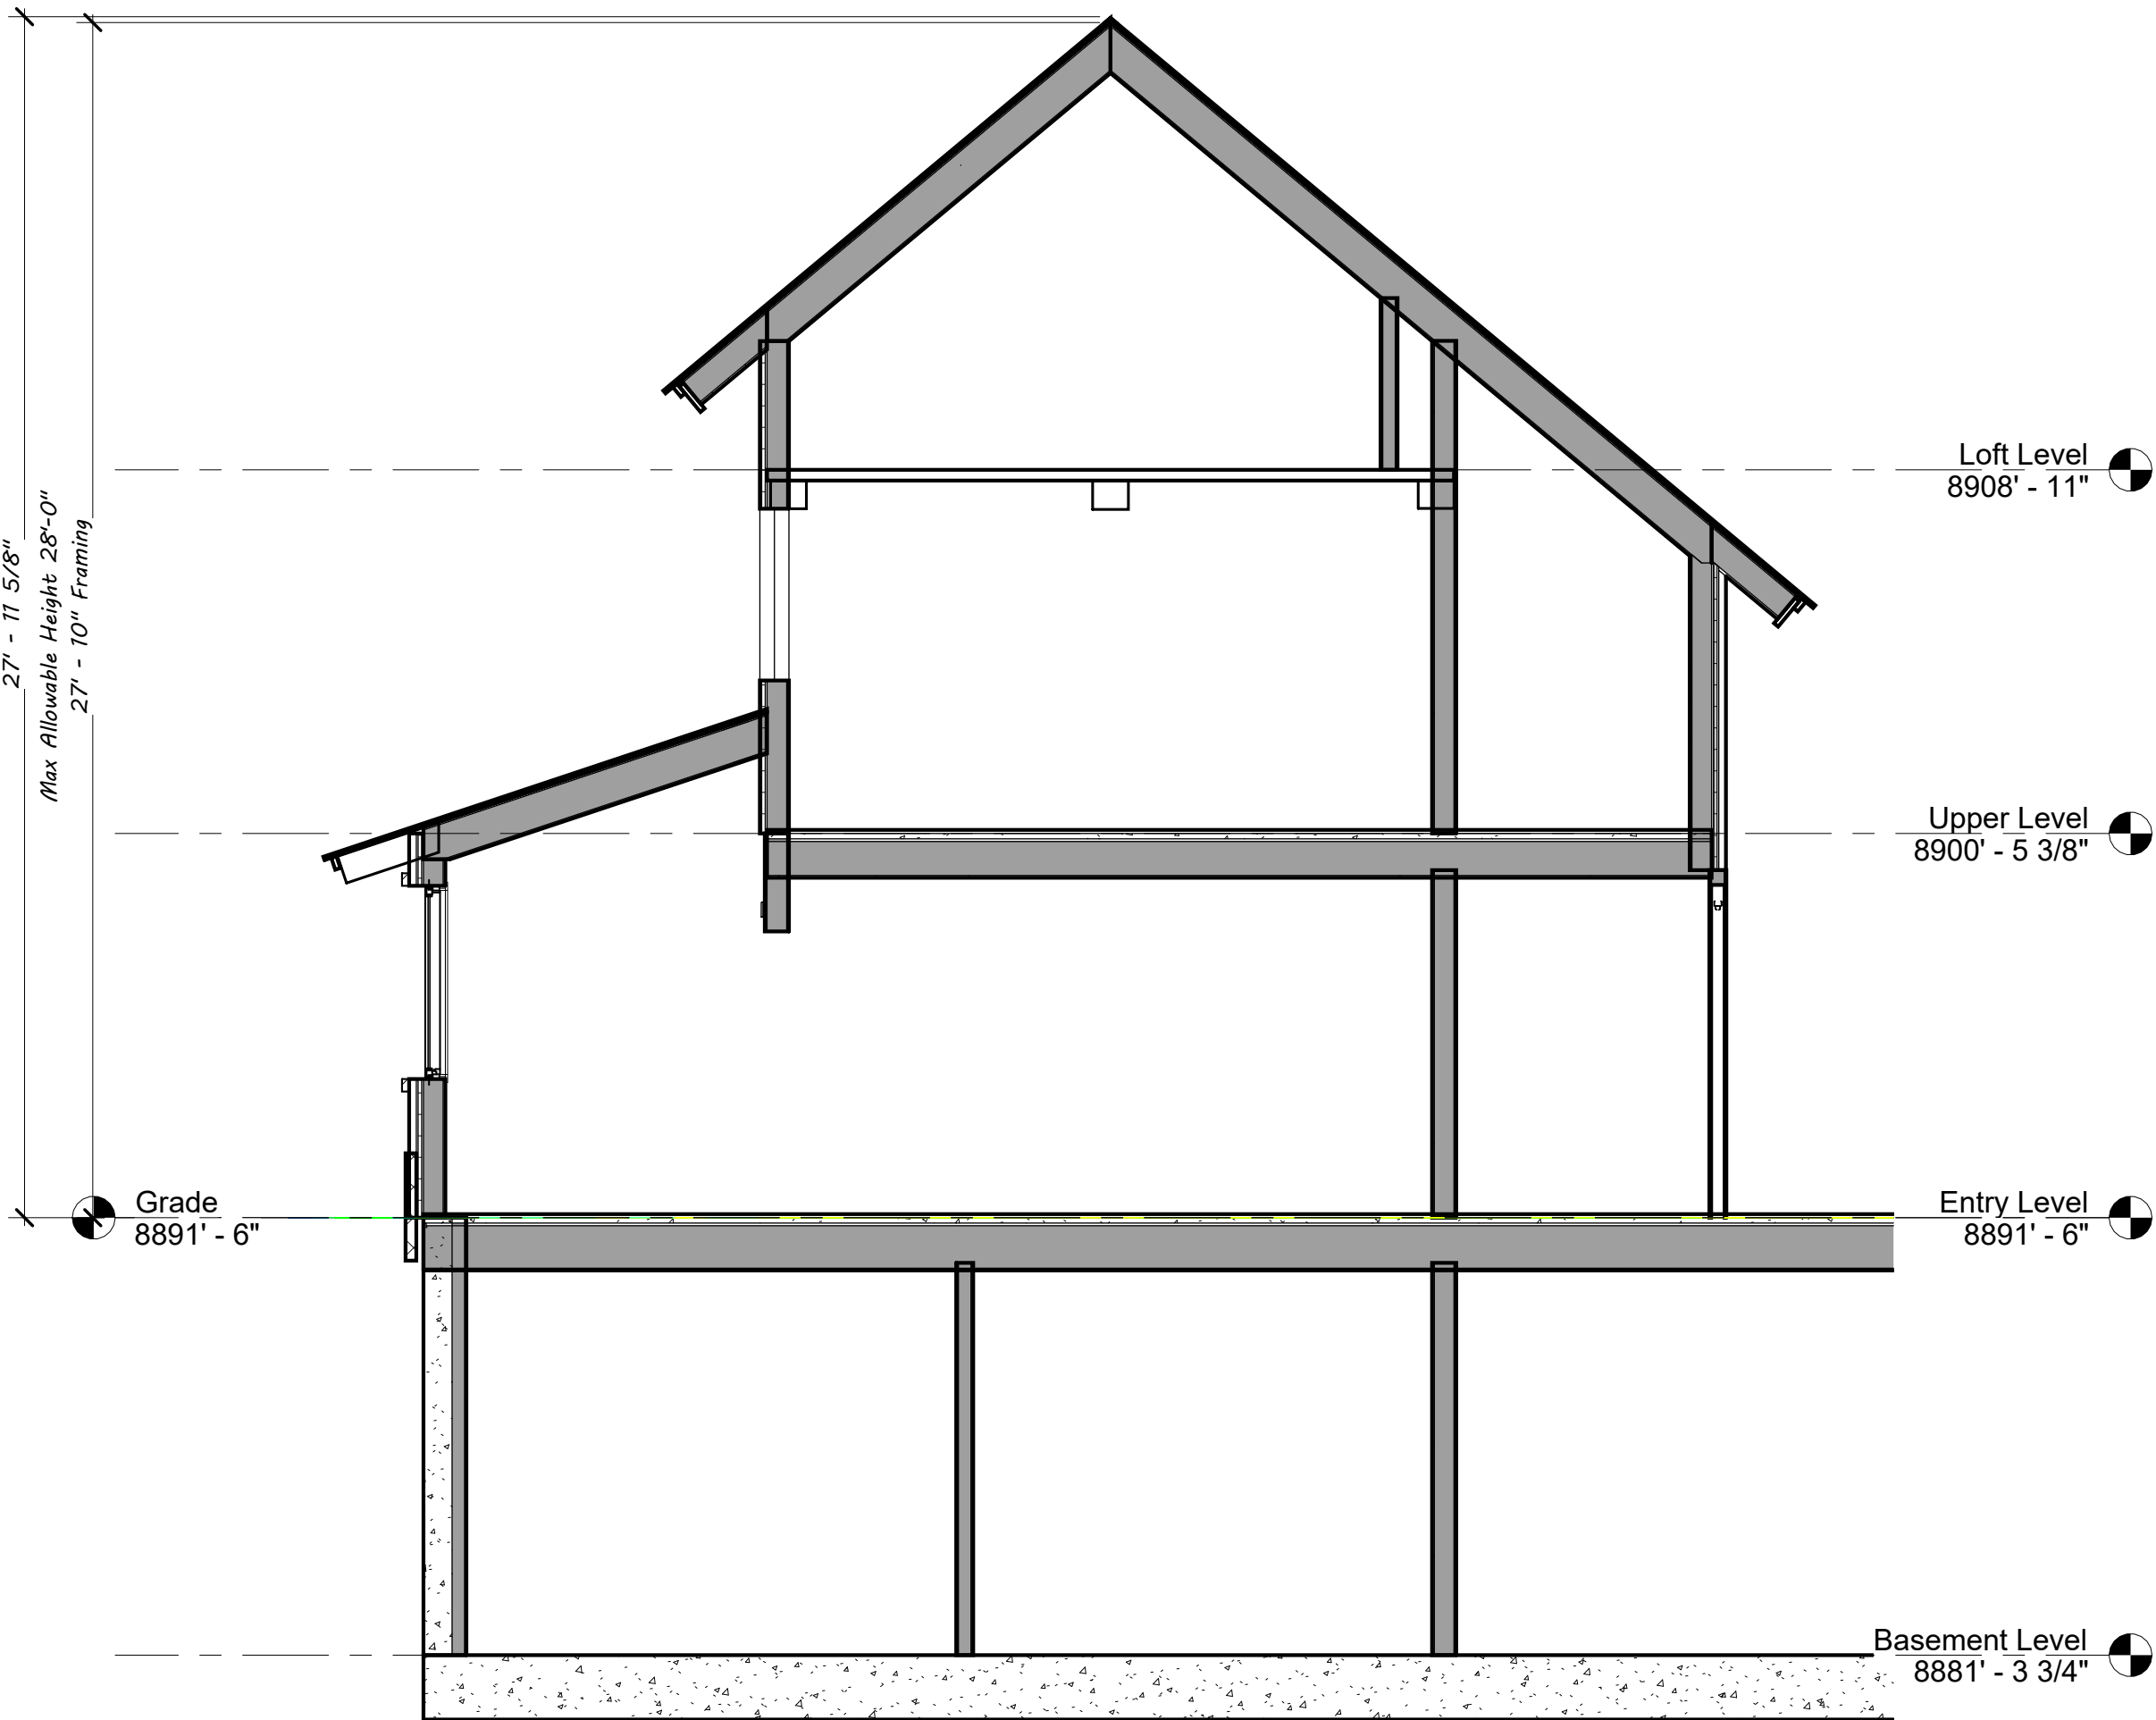 27' - 11 5/8"
Max Allowable Height 28'-0"
27' - 10" Framing
Loft Level
8908' - 11"
Upper Level
8900' - 5 3/8"
Grade
8891' - 6"
Entry Level
8891' - 6"
Basement Level
8881' - 3 3/4"